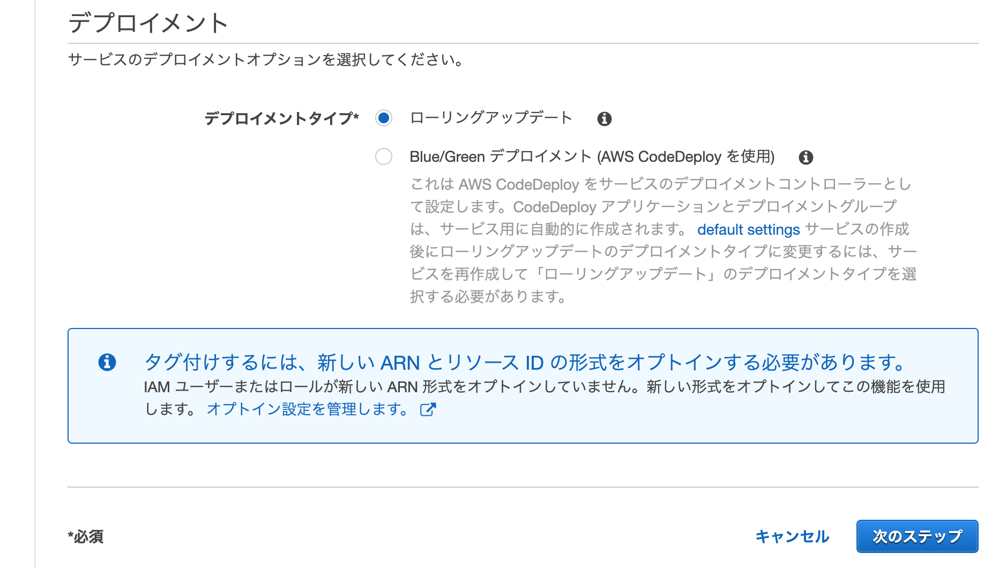 デプロイメント
サービスのデプロイメントオプションを選択してください。
デプロイメントタイプ* ローリングアップデート
Blue/Green デプロイメント (AWS CodeDeploy を使用)
これは AWS CodeDeploy をサービスのデプロイメントコントローラーとし
て設定します。CodeDeploy アプリケーションとデプロイメントグループ
は、サービス用に自動的に作成されます。 default settings サービスの作成
後にローリングアップデートのデプロイメントタイプに変更するには、サー
ビスを再作成して「ローリングアップデート」のデプロイメントタイプを選
択する必要があります。
タグ付けするには、新しい ARN とリソース ID の形式をオプトインする必要があります。
IAM ユーザーまたはロールが新しい ARN 形式をオプトインしていません。新しい形式をオプトインしてこの機能を使用
します。 オプトイン設定を管理します。
*必須 キャンセル 次のステップ